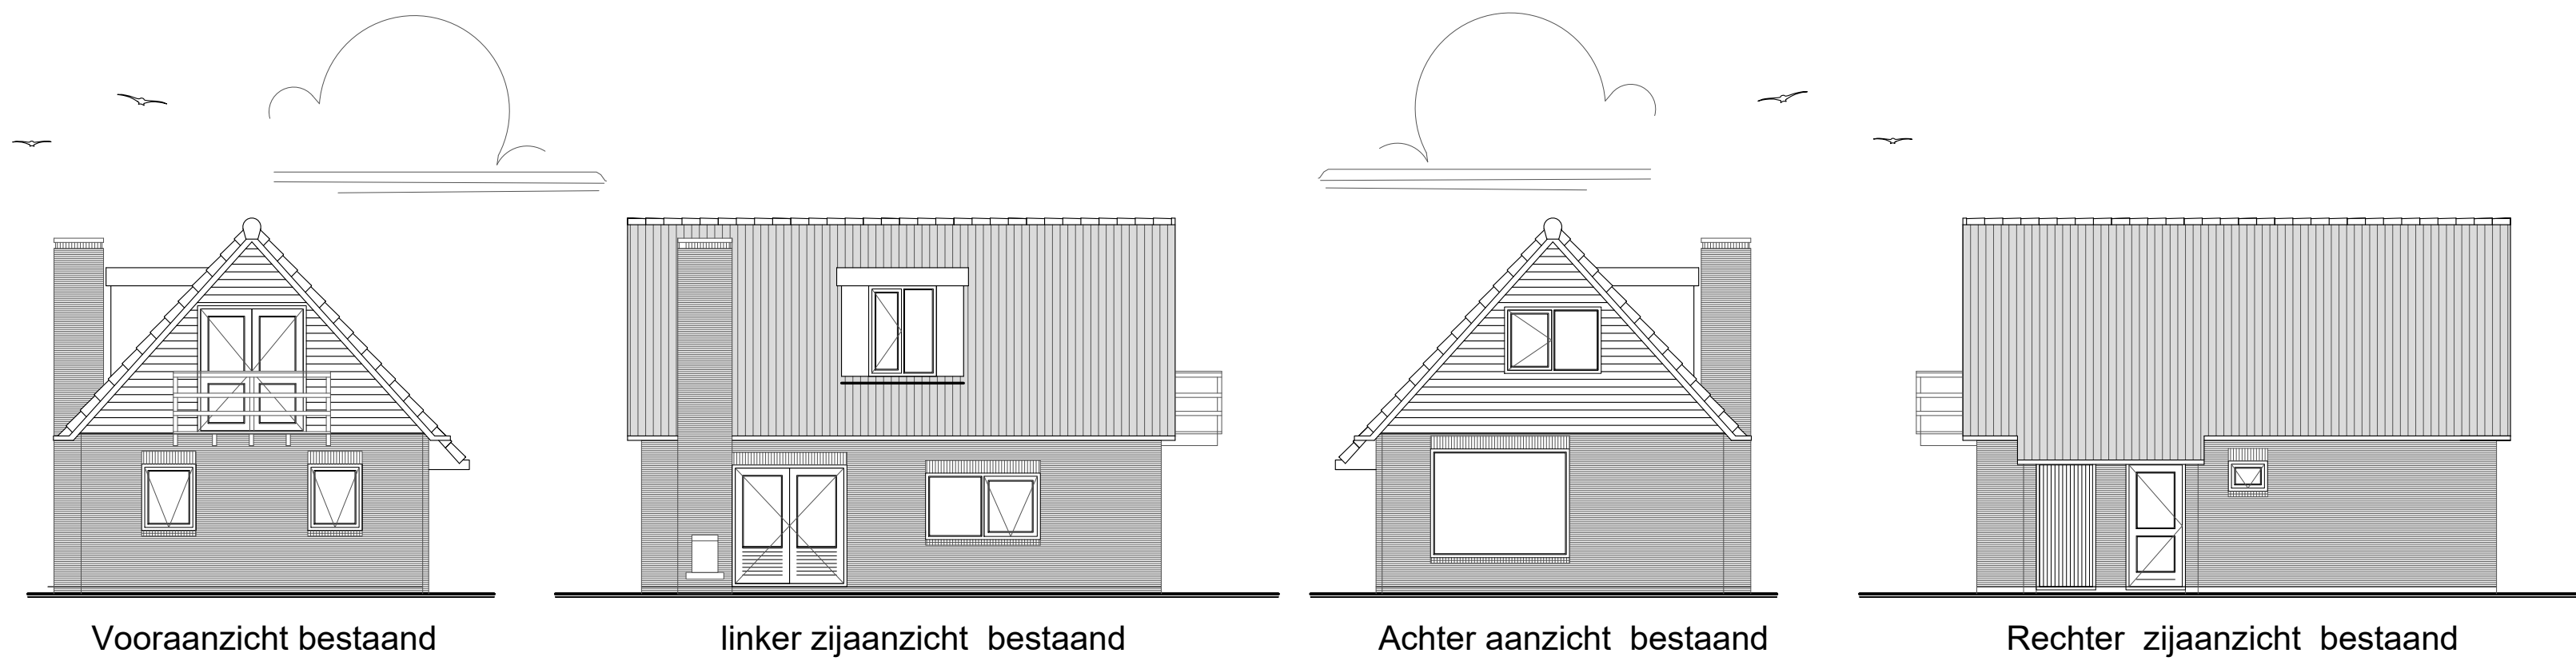 Vooraanzicht bestaand
linker zijaanzicht bestaand
Achter aanzicht bestaand
Rechter zijaanzicht bestaand